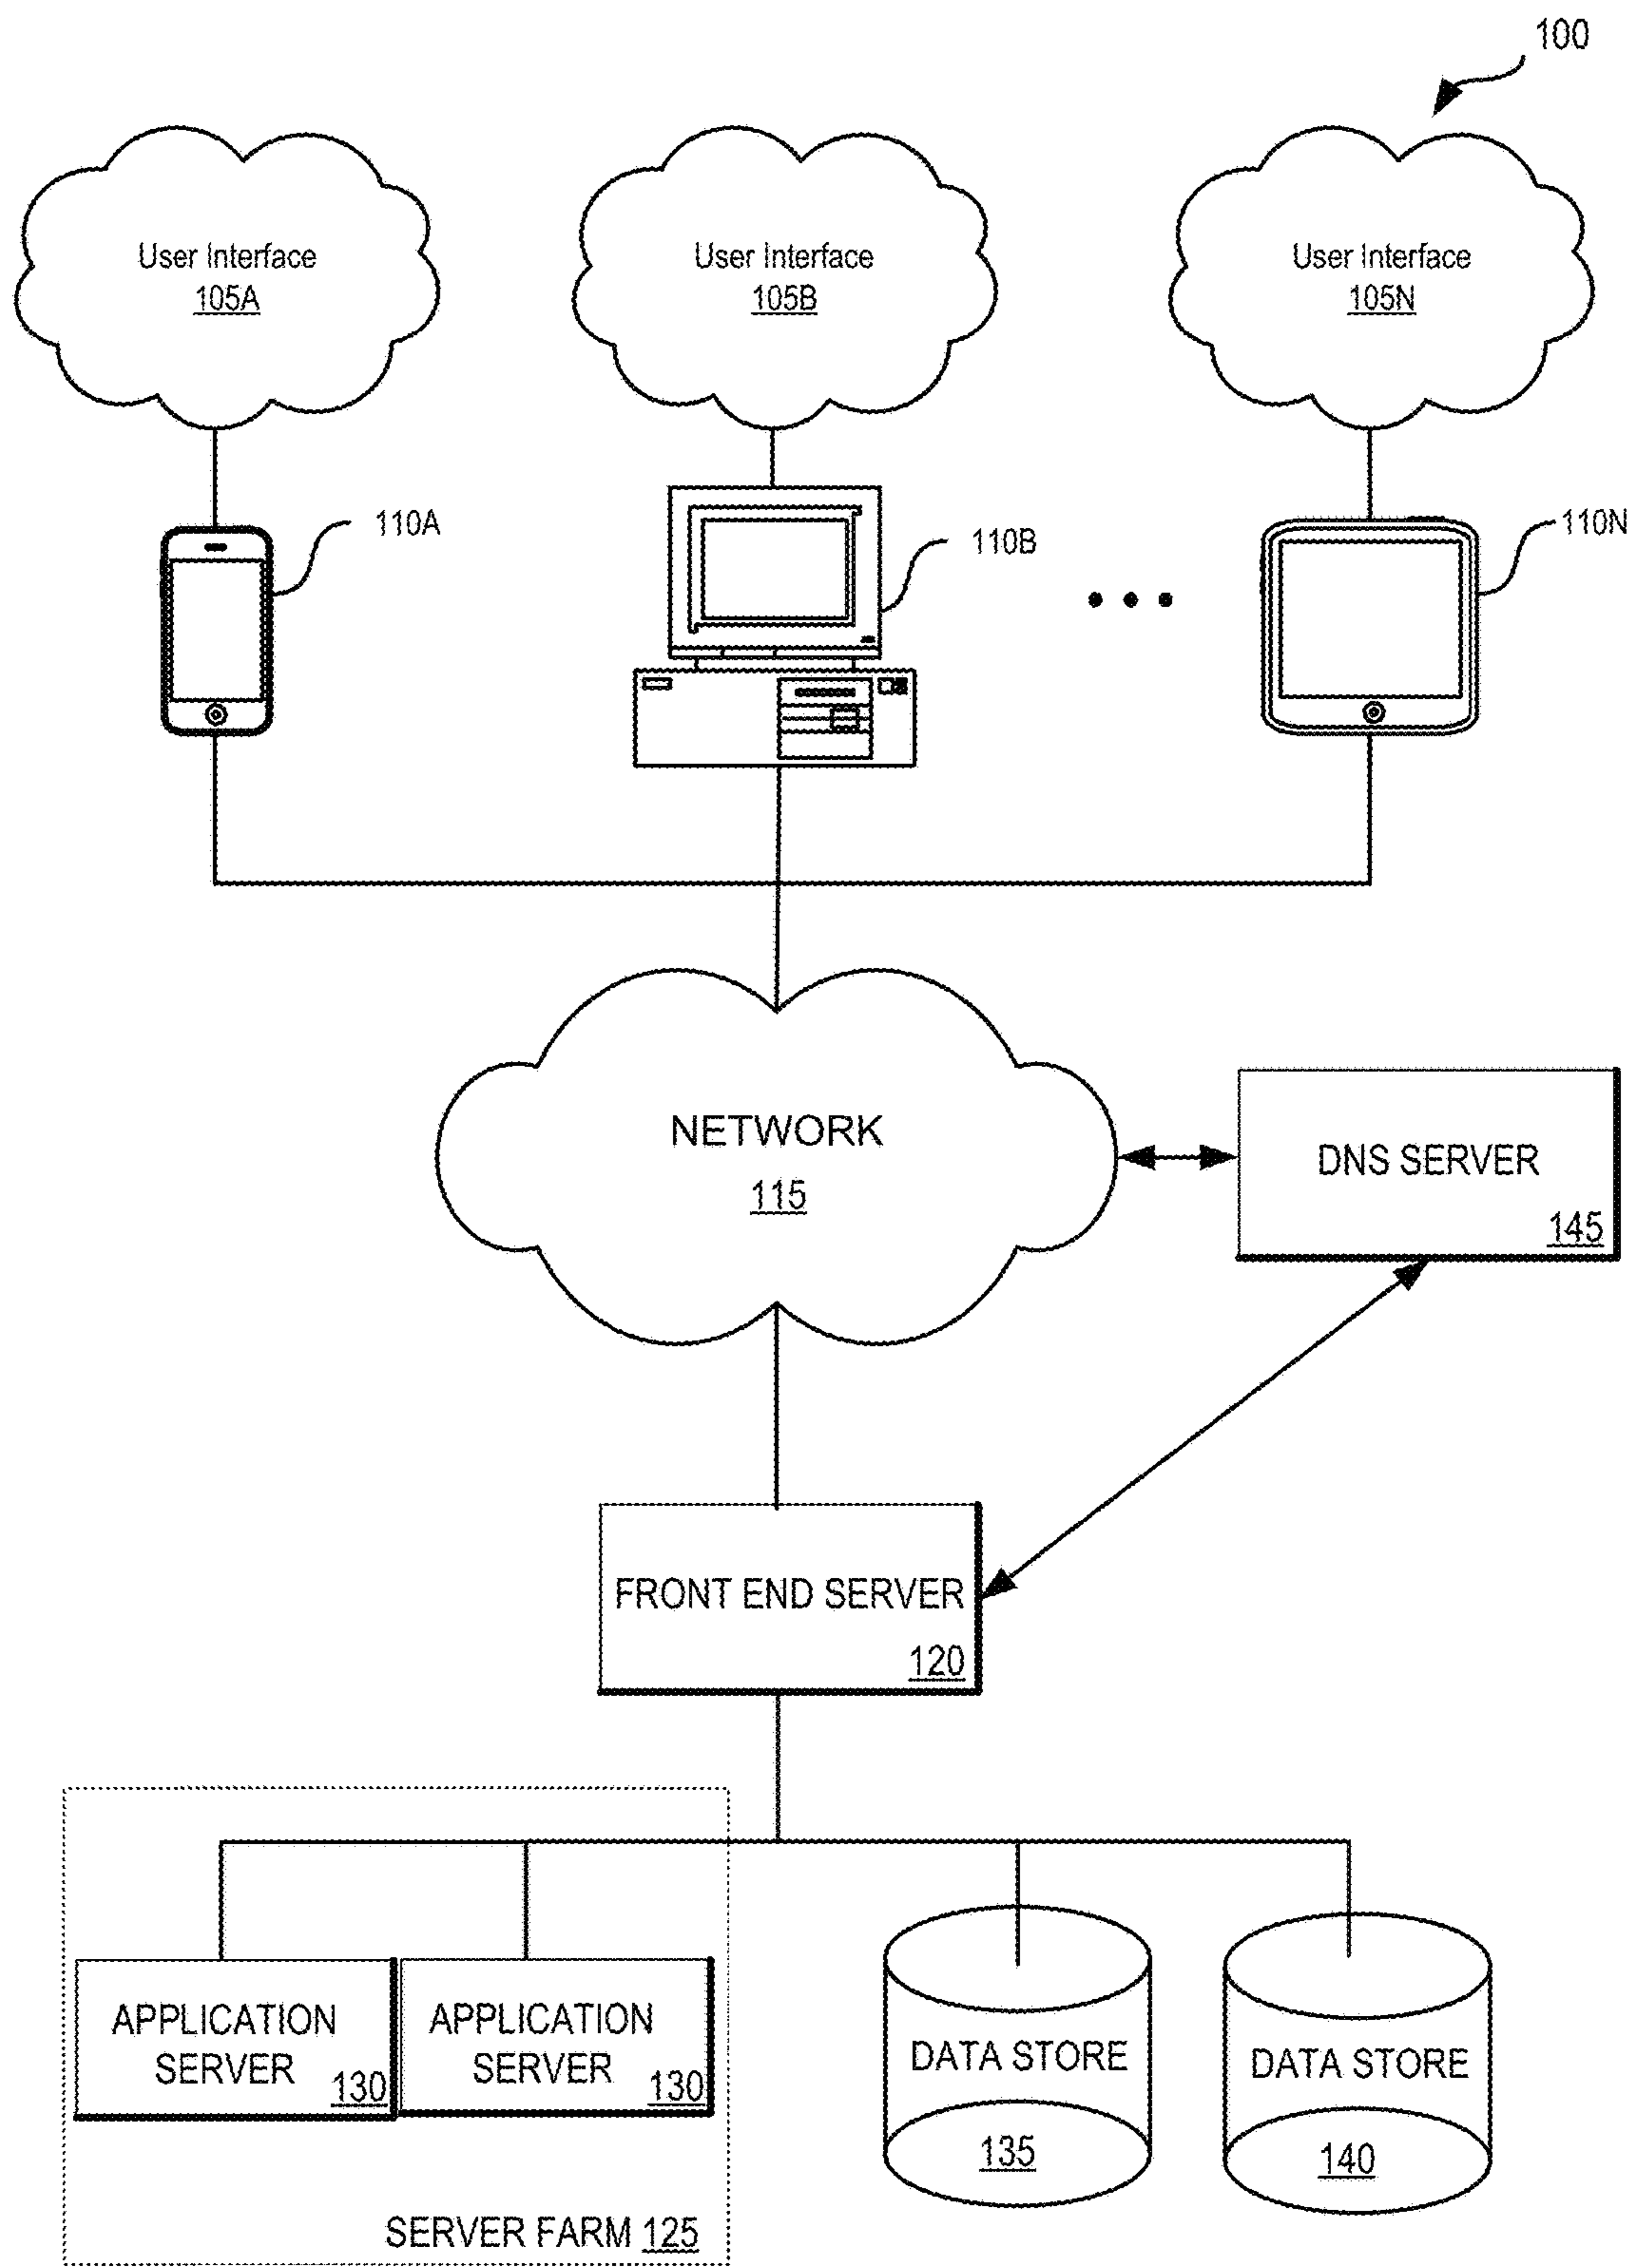 100
User Interface
105A
User Interface
105B
User Interface
105N
110A
110B
110N
NETWORK
115
DNS SERVER
145
FRONT END SERVER
120
APPLICATION
SERVER
130
APPLICATION
SERVER
130
DATA STORE
135
DATA STORE
140
SERVER FARM 125